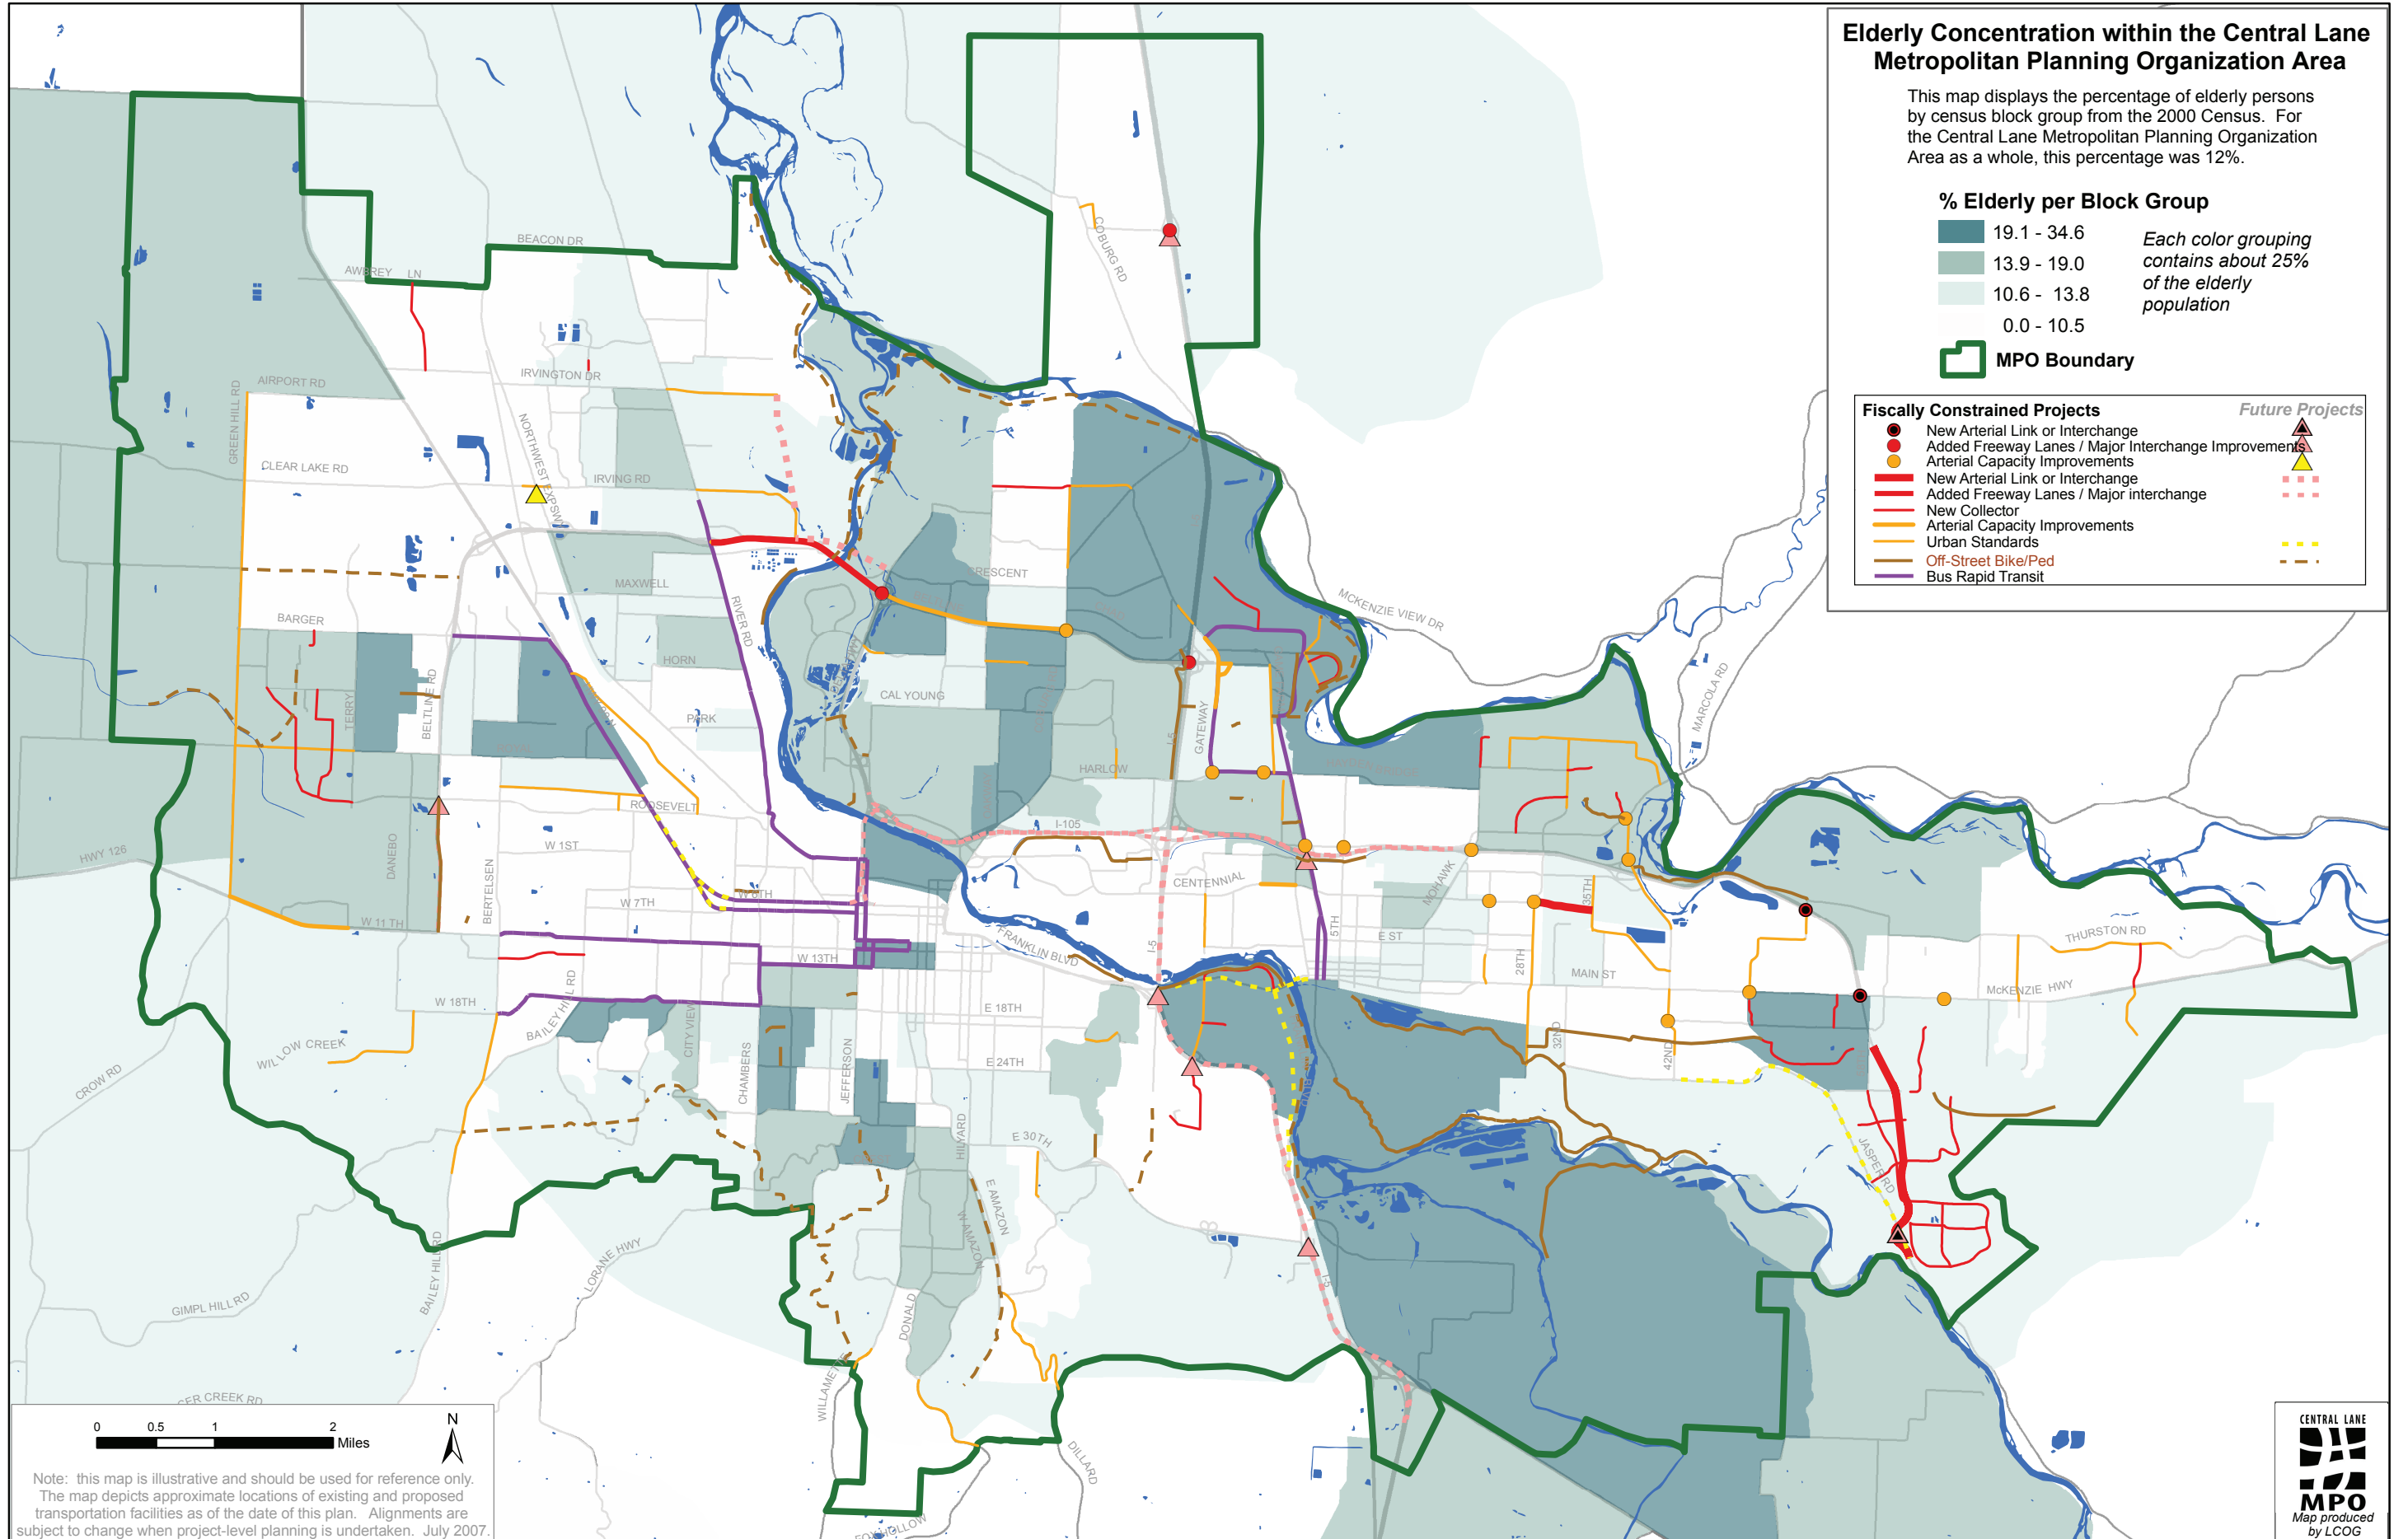 Elderly Concentration within the Central Lane
Metropolitan Planning Organization Area
This map displays the percentage of elderly persons
by census block group from the 2000 Census. For
the Central Lane Metropolitan Planning Organization
Area as a whole, this percentage was 12%.
% Elderly per Block Group
19.1 - 34.6
13.9 - 19.0
10.6 - 13.8
0.0 - 10.5
Each color grouping
contains about 25%
of the elderly
population
MPO Boundary
Fiscally Constrained Projects
Future Projects
New Arterial Link or Interchange
Added Freeway Lanes / Major Interchange Improvements
Arterial Capacity Improvements
New Arterial Link or Interchange
Added Freeway Lanes / Major interchange
New Collector
Arterial Capacity Improvements
Urban Standards
Off-Street Bike/Ped
Bus Rapid Transit
BEACON DR
AWBREY LN
COBURG RD
AIRPORT RD
IRVINGTON DR
GREEN HILL RD
NORTHWEST EXPSWY
CLEAR LAKE RD
IRVING RD
CRESCENT
MAXWELL
RIVER RD
MCKENZIE VIEW DR
BARGER
HORN
CAL YOUNG
TERRY
BELTLINE RD
PARK
GATEWAY
I-5
MARCOLA RD
HARLOW
ROOSEVELT
I-105
W 1ST
HWY 126
DANEBO
BERTELSEN
CENTENNIAL
MOHAWK
35TH
W 7TH
W 6TH
W 11 TH
FRANKLIN BLVD
I-5
5TH
E ST
THURSTON RD
W 13TH
28TH
MAIN ST
McKENZIE HWY
W 18TH
E 18TH
BAILEY HILL RD
CITY VIEW
CHAMBERS
JEFFERSON
WILLOW CREEK
E 24TH
32ND
42ND
CROW RD
HILYARD
E 30TH
JASPER RD
E AMAZON
W AMAZON
BAILEY HILL RD
LORANE HWY
GIMPL HILL RD
I-5
DONALD
WILLAMETTE
DILLARD
0 0.5 1 2
Miles
N
Note: this map is illustrative and should be used for reference only.
The map depicts approximate locations of existing and proposed
transportation facilities as of the date of this plan. Alignments are
subject to change when project-level planning is undertaken. July 2007.
CENTRAL LANE
MPO
Map produced
by LCOG